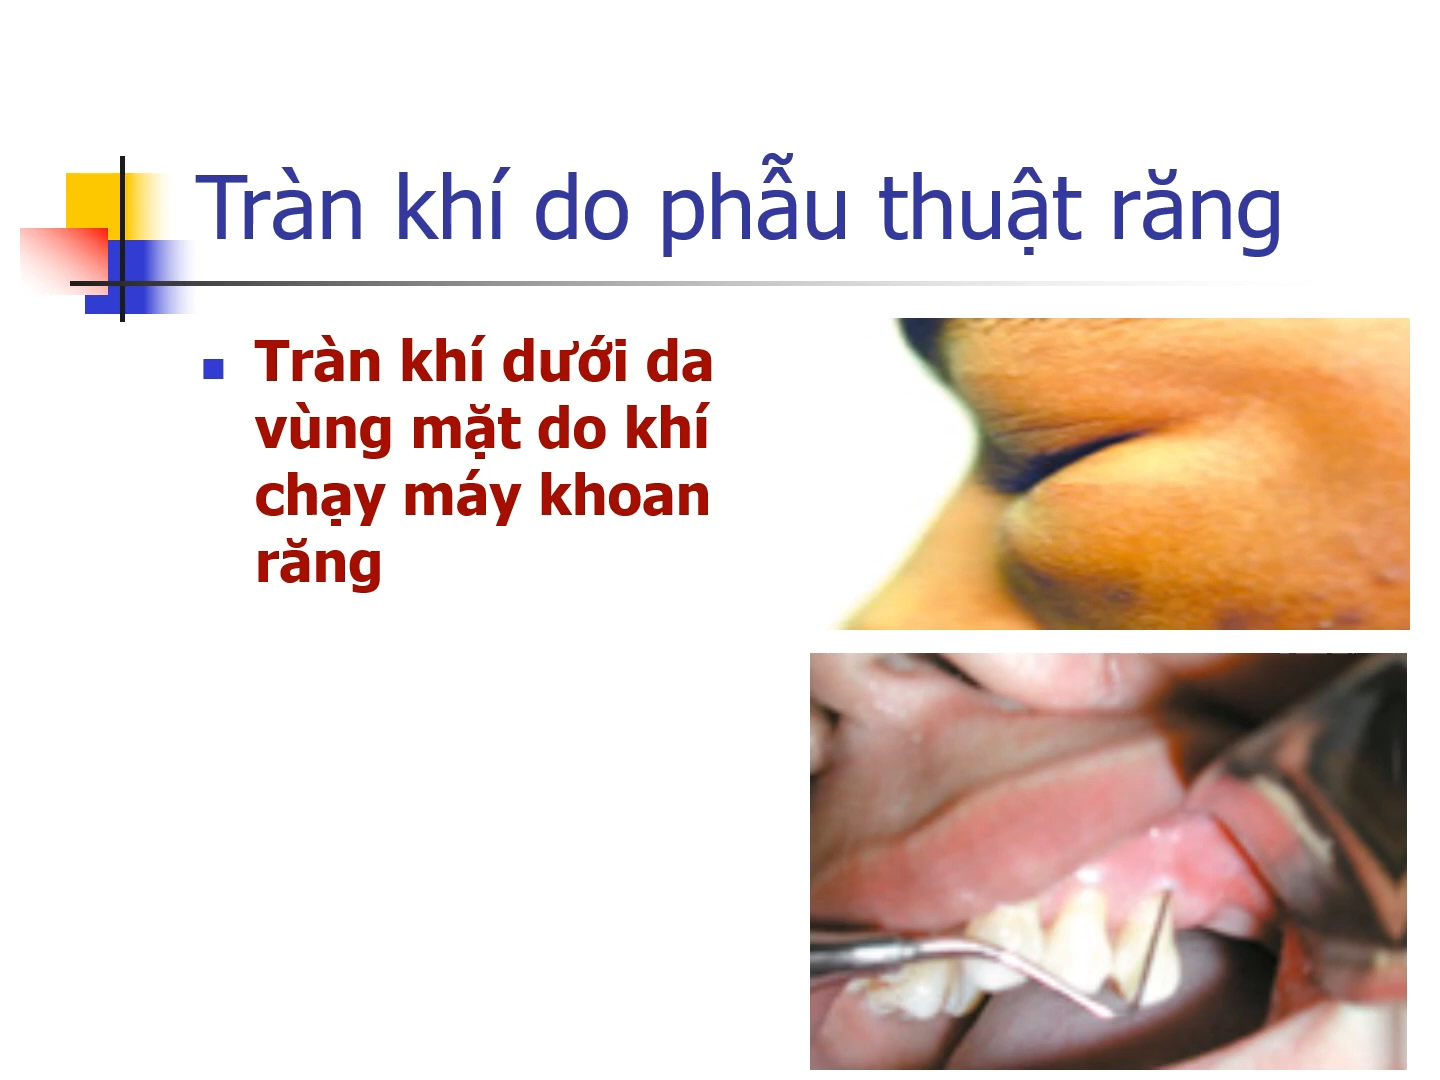 Tràn khí do phẫu thuật răng
Tràn khí dưới da
vùng mặt do khí
chạy máy khoan
răng